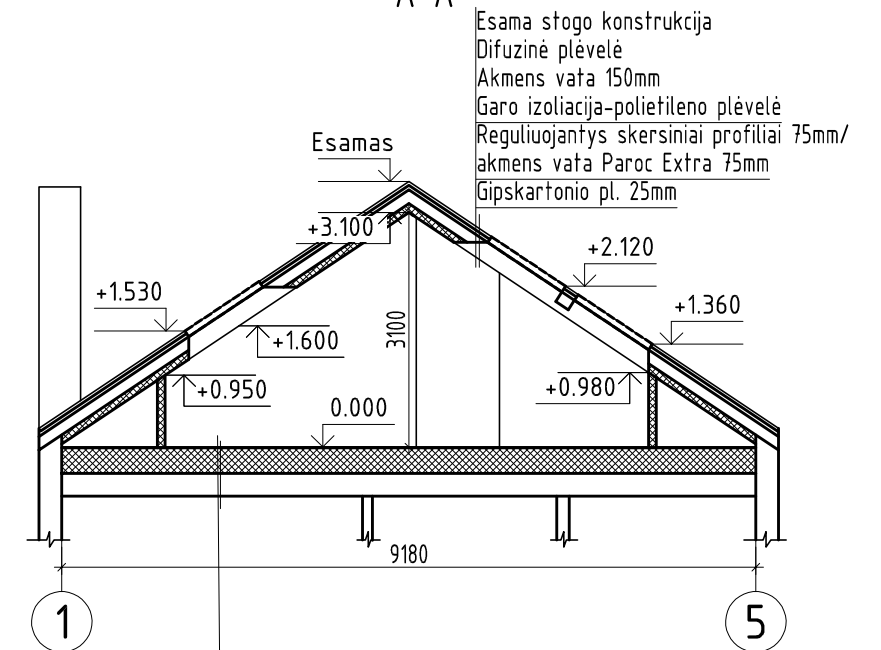 Esama stogo konstrukcija
Difuzinė plėvelė
Akmens vata 150mm
Garo izoliacija-polietileno plėvelė
Reguliuojantys skersiniai profiliai 75mm/
akmens vata Paroc Extra 75mm
Gipskartonio pl. 25mm
Esamas
+3.100
+2.120
+1.530
+1.360
3100
+1.600
+0.950
+0.980
0.000
9180
1
5